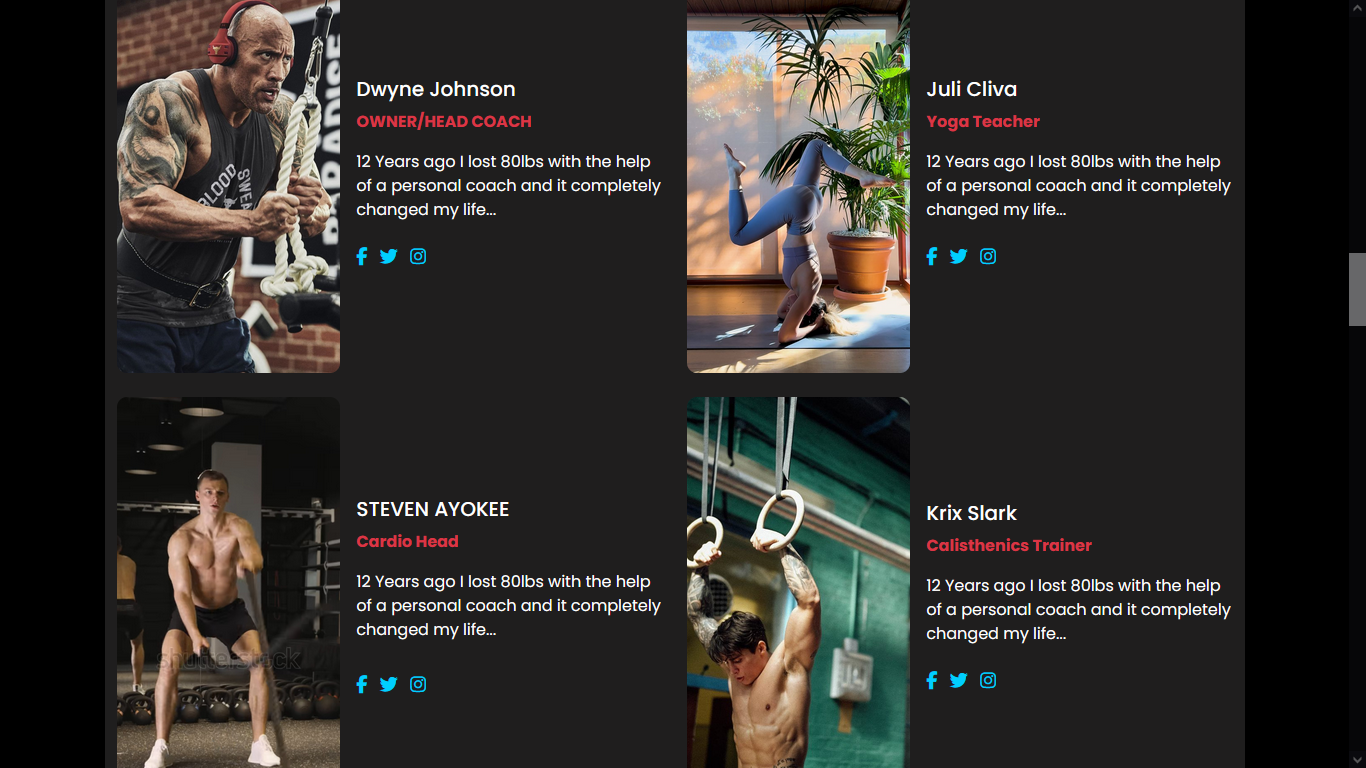 PARADISE
BLOOD
SWEA
Dwyne Johnson
OWNER/HEAD COACH
12 Years ago I lost 80lbs with the help
of a personal coach and it completely
changed my life...
Juli Cliva
Yoga Teacher
12 Years ago I lost 80lbs with the help
of a personal coach and it completely
changed my life...
shutterstock
STEVEN AYOKEE
Cardio Head
12 Years ago I lost 80lbs with the help
of a personal coach and it completely
changed my life...
Krix Slark
Calisthenics Trainer
12 Years ago I lost 80lbs with the help
of a personal coach and it completely
changed my life...